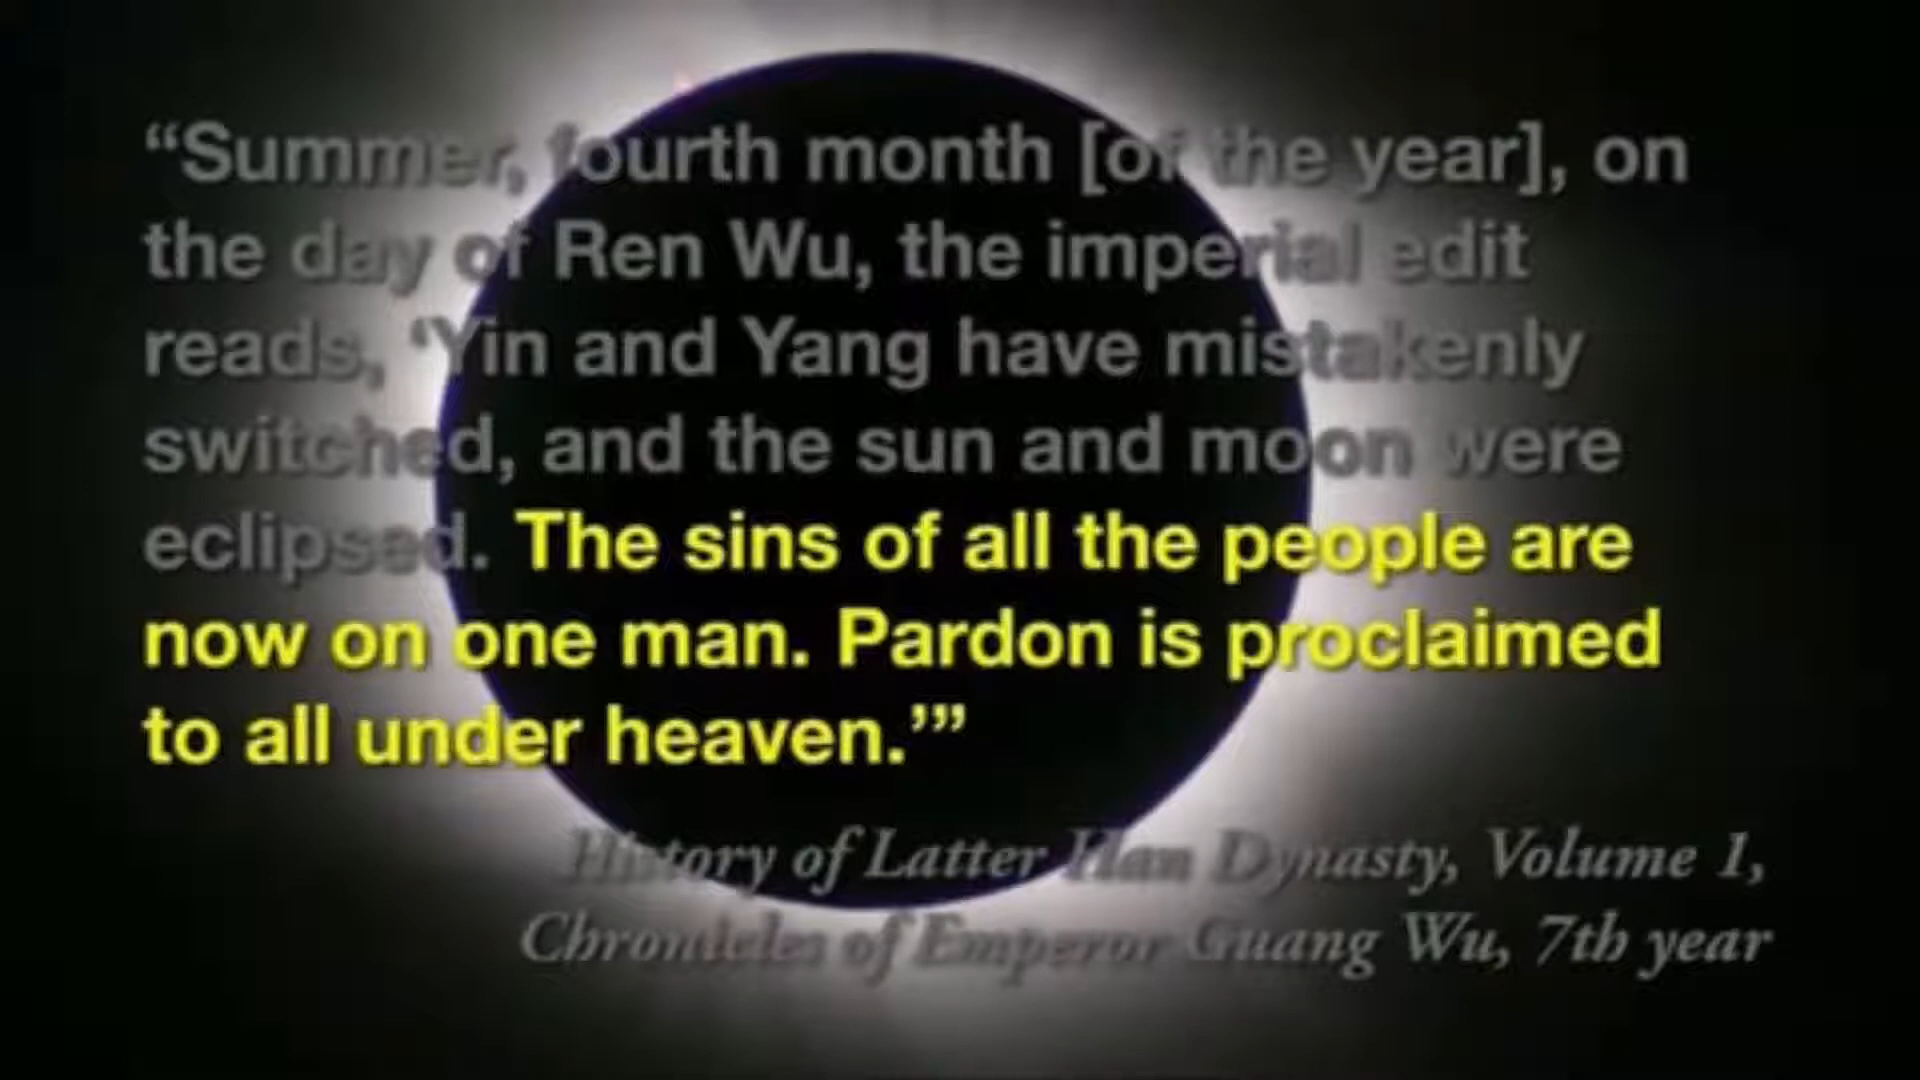 “Summer, fourth month [of the year], on
the day of Ren Wu, the imperial edit
reads, ‘Yin and Yang have mistakenly
switched, and the sun and moon were
eclipsed. The sins of all the people are
now on one man. Pardon is proclaimed
to all under heaven.’”
History of Latter Han Dynasty, Volume 1,
Chronicles of Emperor Guang Wu, 7th year